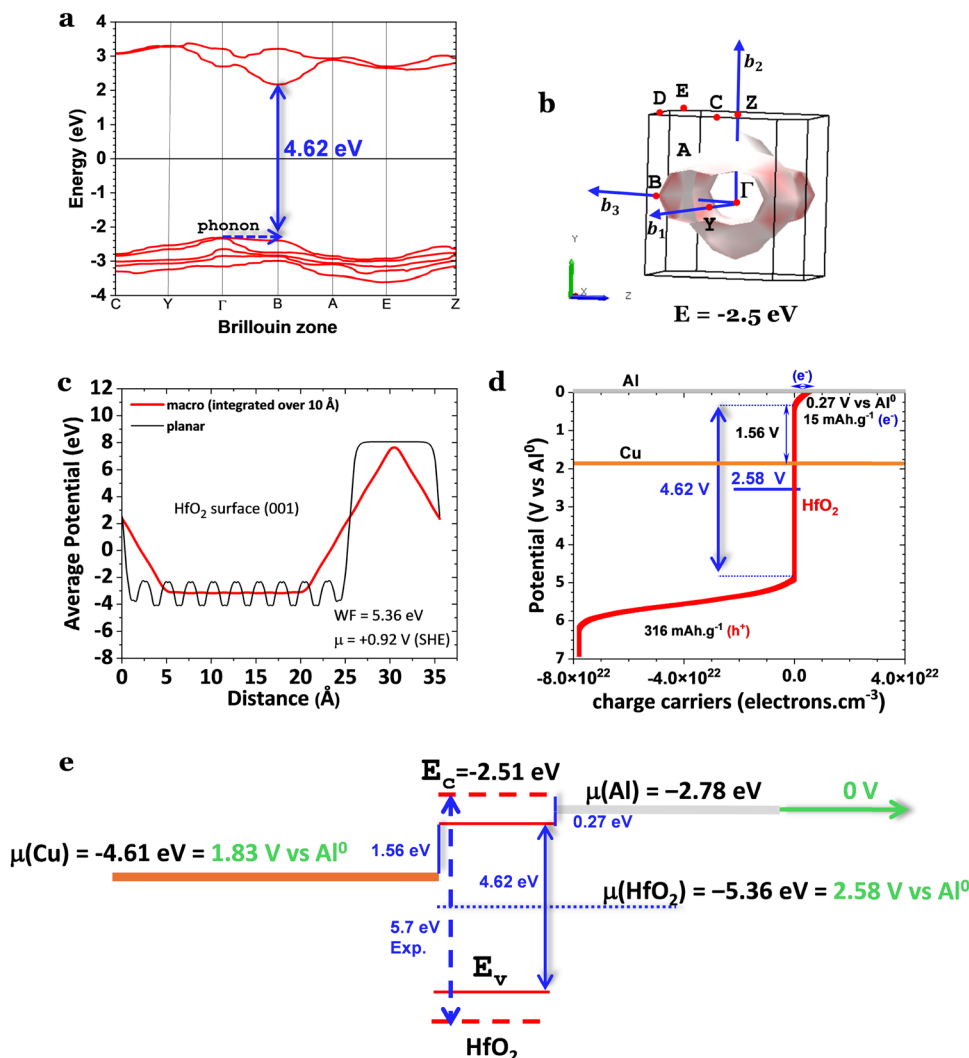 a
4
3
2
1
0
-1
-2
-3
-4
Energy (eV)
4.62 eV
phonon
C
Y
Γ
B
A
E
Z
Brillouin zone
b
b2
D
E
C
Z
A
B
Γ
b3
b1
Y
Y
X
Z
E = -2.5 eV
c
12
10
8
6
4
2
0
-2
-4
-6
-8
Average Potential (eV)
macro (integrated over 10 Å)
planar
HfO2 surface (001)
WF = 5.36 eV
μ = +0.92 V (SHE)
0
5
10
15
20
25
30
35
Distance (Å)
d
(e-)
0
1
2
3
4
5
6
7
Potential (V vs Al⁰)
Al
0.27 V vs Al⁰
15 mAh.g⁻¹ (e-)
1.56 V
Cu
2.58 V
4.62 V
HfO2
316 mAh.g⁻¹ (h⁺)
-8.0×10²²
-4.0×10²²
0.0
4.0×10²²
charge carriers (electrons.cm⁻³)
e
Ec=-2.51 eV
μ(Al) = −2.78 eV
0 V
0.27 eV
μ(Cu) = -4.61 eV = 1.83 V vs Al⁰
1.56 eV
4.62 eV
μ(HfO2) = −5.36 eV = 2.58 V vs Al⁰
5.7 eV
Exp.
Ev
HfO2